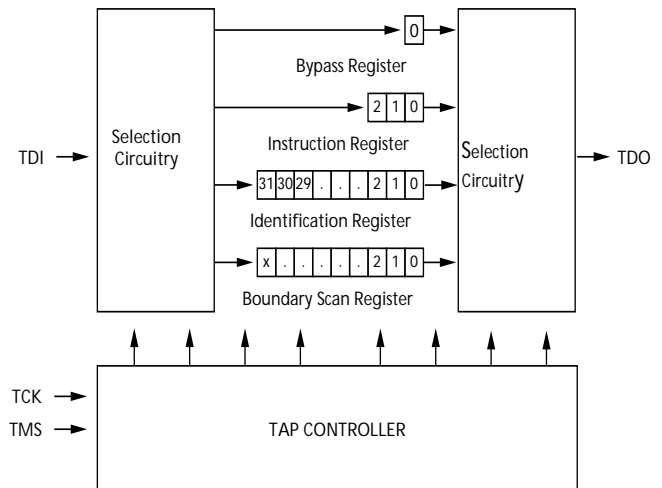 0
Bypass Register
2 1 0
Selection
Circuitry
Instruction Register
Selection
Circuitry
TDI
TDO
31 30 29 . . . 2 1 0
Identification Register
x . . . . . 2 1 0
Boundary Scan Register
TCK
TMS
TAP CONTROLLER